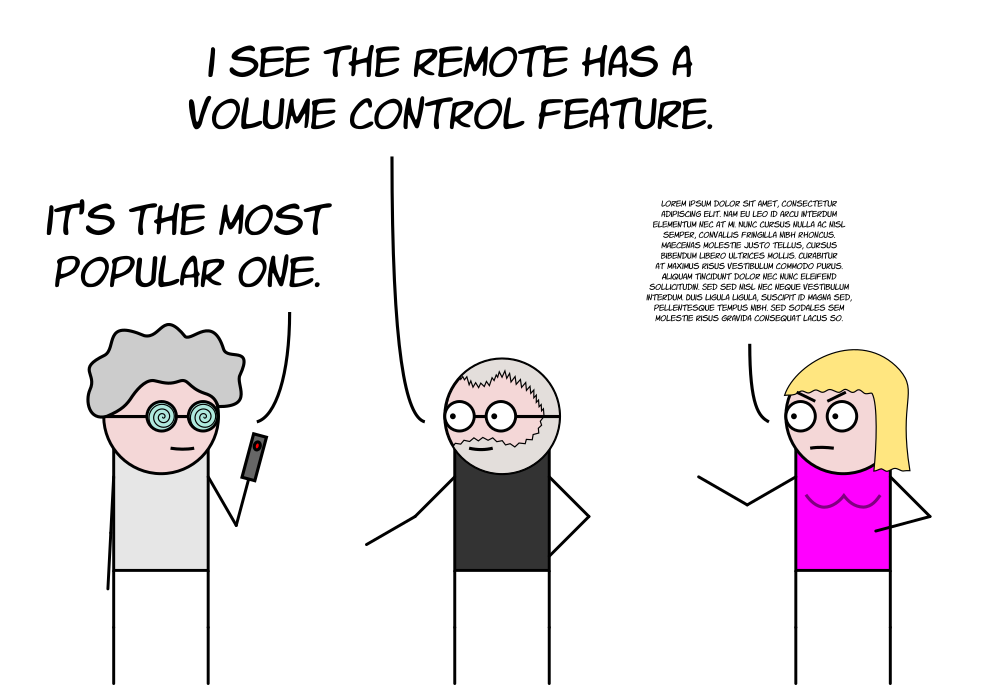 I SEE THE REMOTE HAS A
VOLUME CONTROL FEATURE.
IT'S THE MOST
POPULAR ONE.
LOREM IPSUM DOLOR SIT AMET, CONSECTETUR
ADIPISCING ELIT. NAM EU LEO ID ARCU INTERDUM
ELEMENTUM NEC AT MI. NUNC CURSUS NULLA AC NISL
SEMPER, CONVALLIS FRINGILLA NIBH RHONCUS.
MAECENAS MOLESTIE JUSTO TELLUS, CURSUS
BIBENDUM LIBERO ULTRICES MOLLIS. CURABITUR
AT MAXIMUS RISUS VESTIBULUM COMMODO PURUS.
ALIQUAM TINCIDUNT DOLOR NEC NUNC ELEIFEND
SOLLICITUDIN. SED SED NISL NEC NEQUE VESTIBULUM
INTERDUM. DUIS LIGULA LIGULA, SUSCIPIT ID MAGNA SED,
PELLENTESQUE TEMPUS NIBH. SED SODALES SEM
MOLESTIE RISUS GRAVIDA CONSEQUAT LACUS SO.